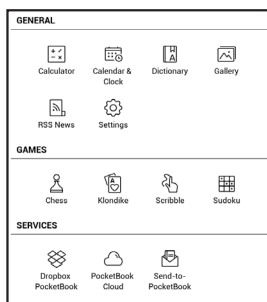 GENERAL
Calculator
Calendar &
Clock
Dictionary
Gallery
RSS News
Settings
GAMES
Chess
Klondike
Scribble
Sudoku
SERVICES
Dropbox
PocketBook
PocketBook
Cloud
Send-to-
PocketBook